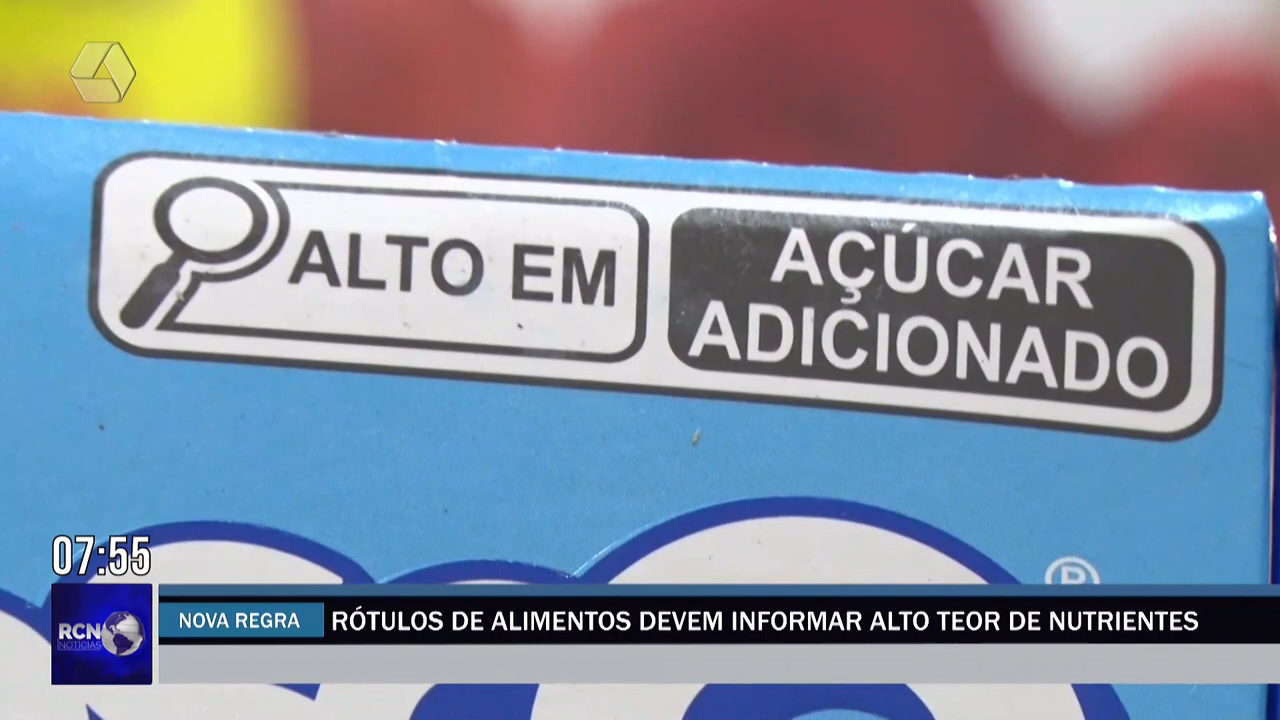 ALTO EM
AÇÚCAR
ADICIONADO
®
07:55
RCN
NOTÍCIAS
NOVA REGRA
RÓTULOS DE ALIMENTOS DEVEM INFORMAR ALTO TEOR DE NUTRIENTES